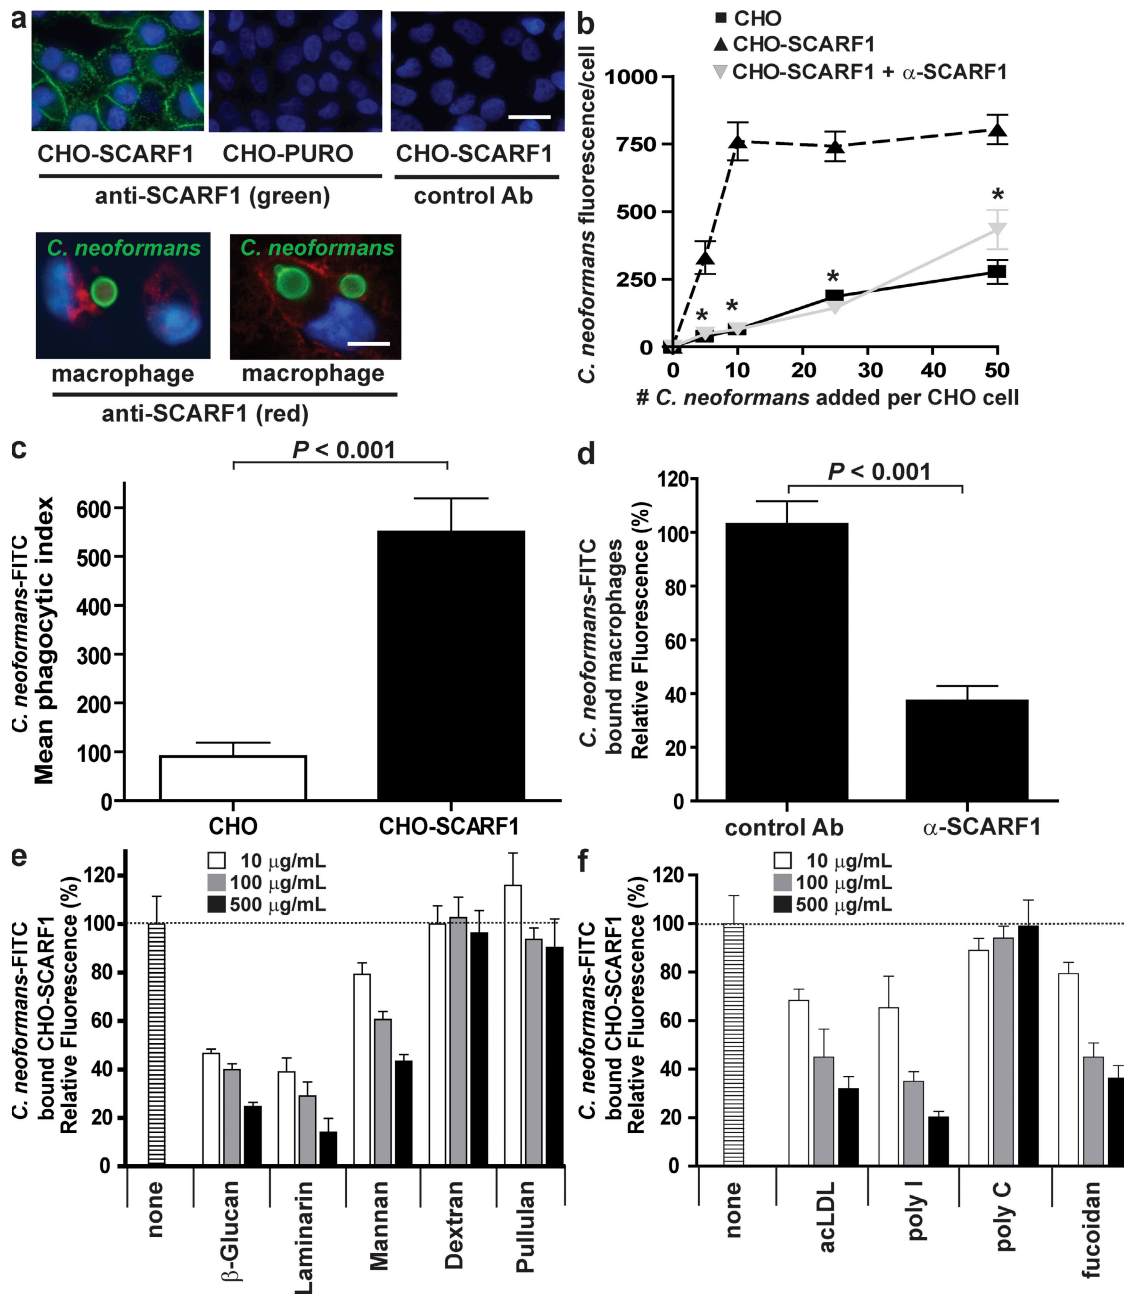 a
CHO-SCARF1 CHO-PURO CHO-SCARF1
anti-SCARF1 (green) control Ab
C. neoformans C. neoformans
macrophage macrophage
anti-SCARF1 (red)
b
CHO
CHO-SCARF1
CHO-SCARF1 + α-SCARF1
C. neoformans fluorescence/cell
1000
750
500
250
0
* * * *
0 10 20 30 40 50
# C. neoformans added per CHO cell
c
P < 0.001
C. neoformans-FITC
Mean phagocytic index
600
500
400
300
200
100
0
CHO CHO-SCARF1
d
P < 0.001
C. neoformans-FITC
bound macrophages
Relative Fluorescence (%)
120
100
80
60
40
20
0
control Ab α-SCARF1
e
10 μg/mL
100 μg/mL
500 μg/mL
C. neoformans-FITC
bound CHO-SCARF1
Relative Fluorescence (%)
120
100
80
60
40
20
0
none
β-Glucan
Laminarin
Mannan
Dextran
Pullulan
f
10 μg/mL
100 μg/mL
500 μg/mL
C. neoformans-FITC
bound CHO-SCARF1
Relative Fluorescence (%)
120
100
80
60
40
20
0
none
acLDL
poly I
poly C
fucoidan